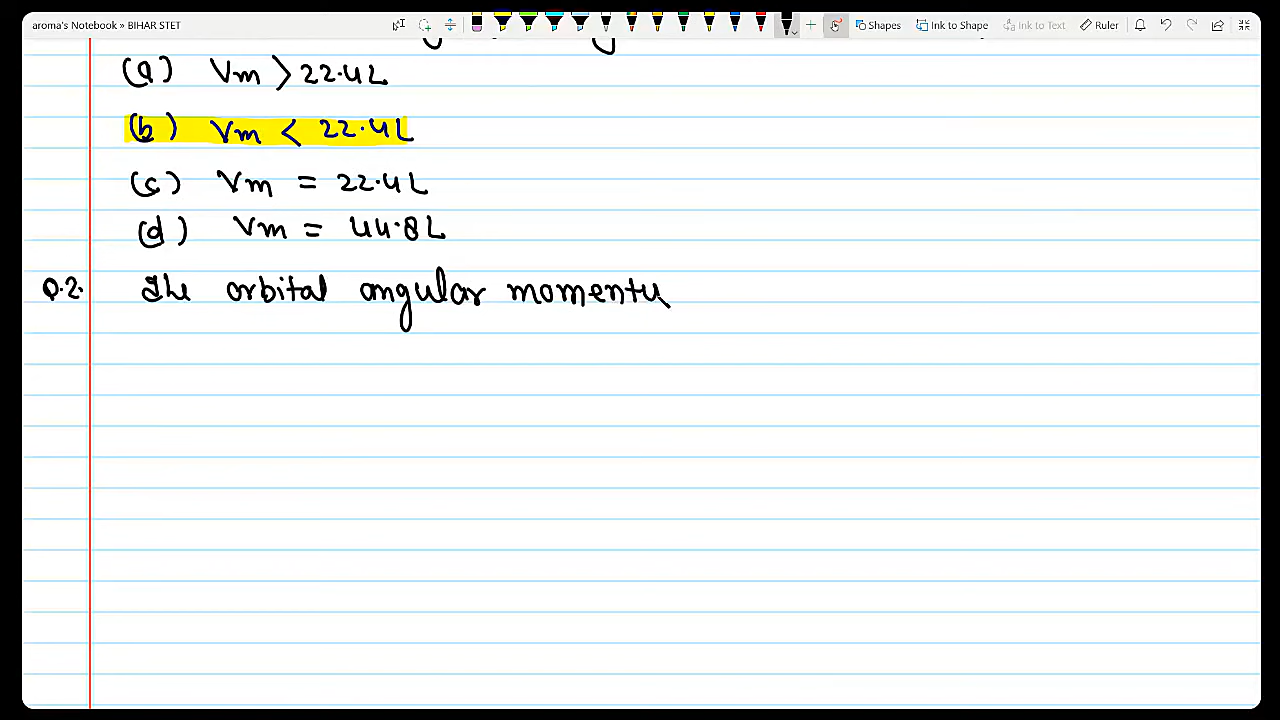 aroma's Notebook » BIHAR STET
Shapes
Ink to Shape
Ink to Text
Ruler
(a) Vm > 22.4L
(b) Vm < 22.4L
(c) Vm = 22.4L
(d) Vm = 44.8L
Q.2. The orbital angular momentu